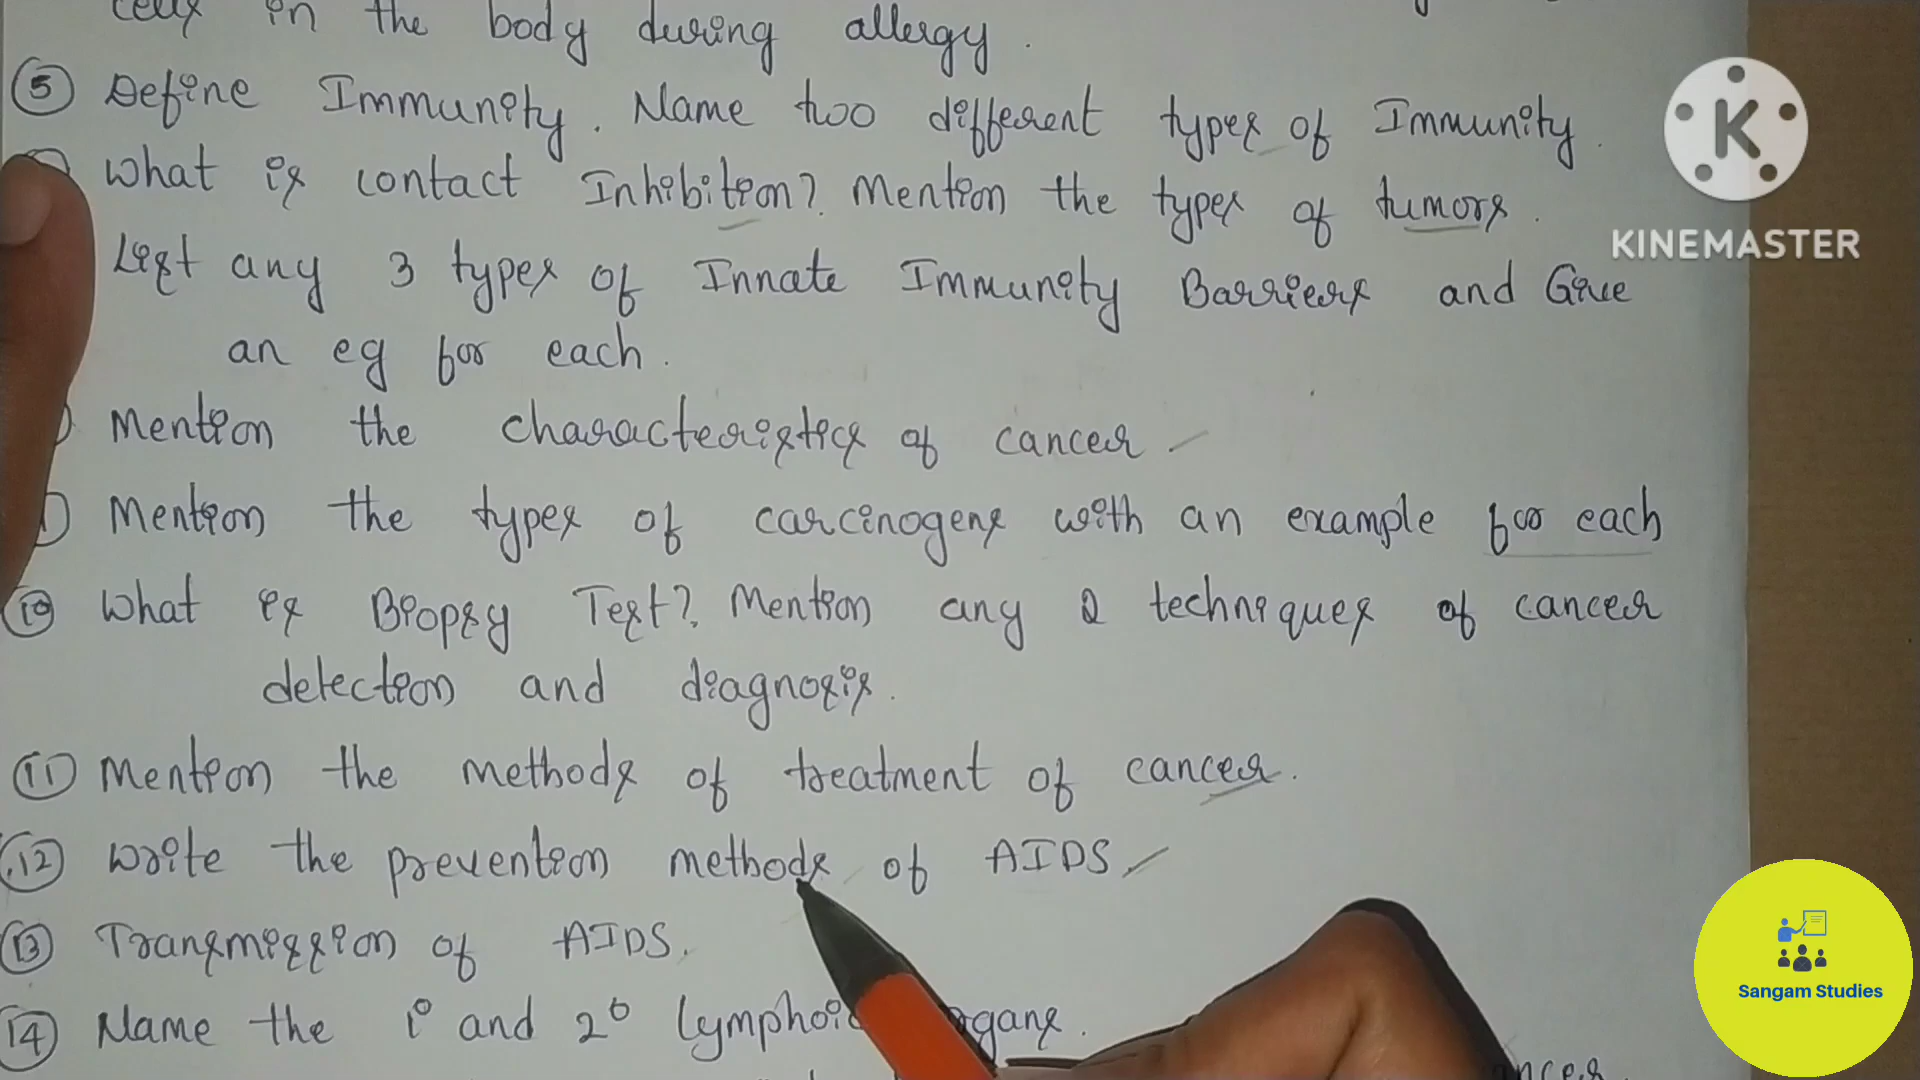 cells in the body during allergy.
5 Define Immunity. Name two different types of Immunity.
What is contact Inhibition? Mention the types of tumors.
List any 3 types of Innate Immunity Barriers and Give
an eg for each.
Mention the characteristics of cancer
Mention the types of carcinogens with an example for each
10 What is Biopsy Test? Mention any 2 techniques of cancer
detection and diagnosis.
11 Mention the methods of treatment of cancer.
12 Write the prevention methods of AIDS
13 Transmission of AIDS.
14 Name the 1° and 2° lymphoid organs.
cancer.
KINEMASTER
Sangam Studies